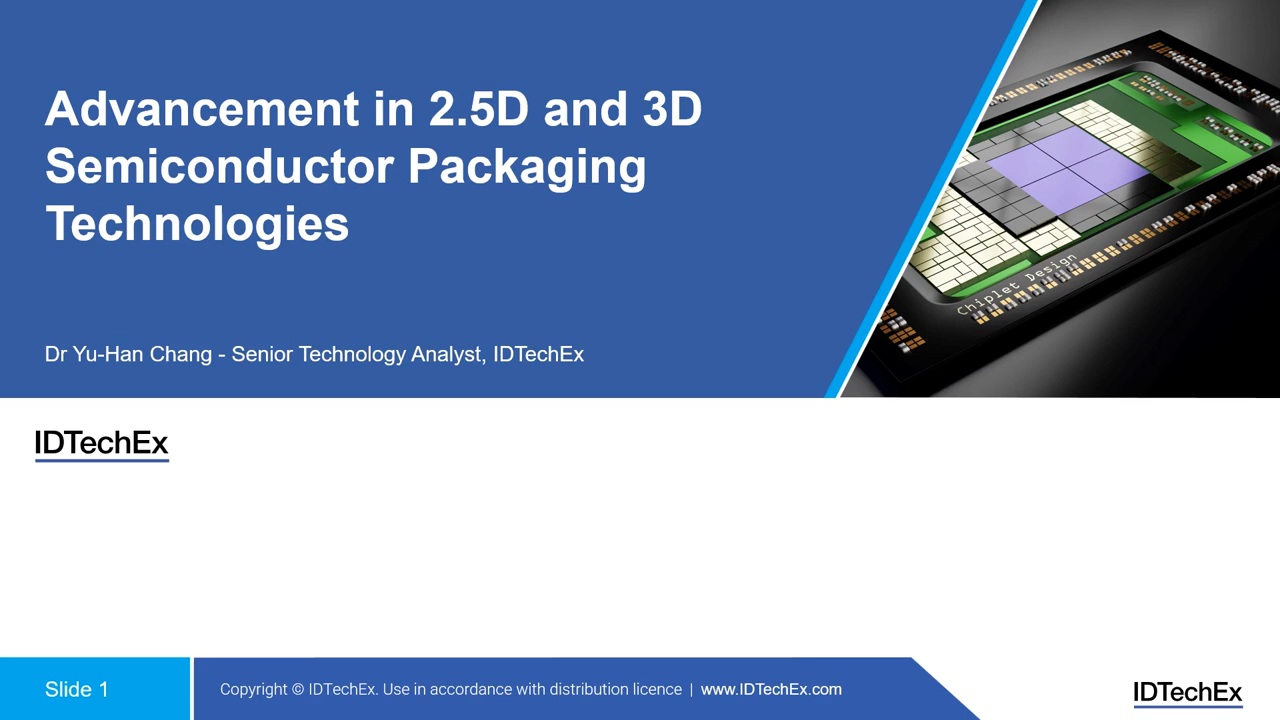 Advancement in 2.5D and 3D
Semiconductor Packaging
Technologies
Dr Yu-Han Chang - Senior Technology Analyst, IDTechEx
Chiplet Design
IDTechEx
Slide 1
Copyright © IDTechEx. Use in accordance with distribution licence | www.IDTechEx.com
IDTechEx